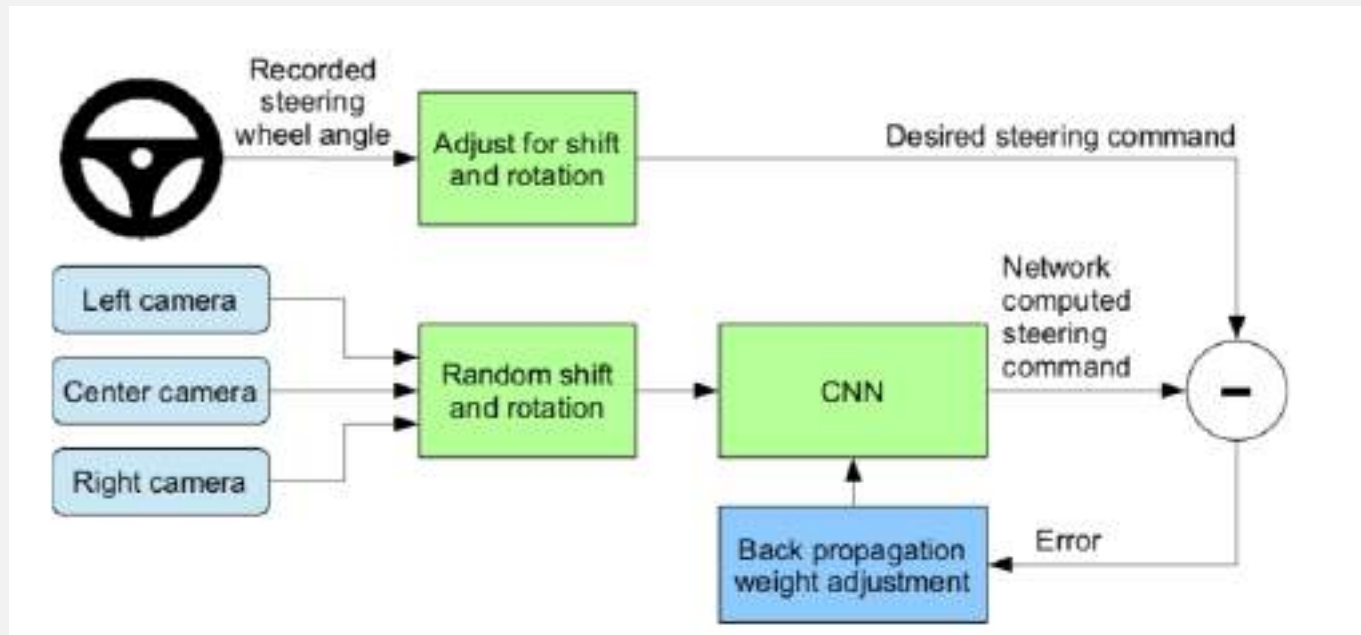 Recorded
steering
wheel angle
Adjust for shift
and rotation
Desired steering command
Left camera
Center camera
Right camera
Random shift
and rotation
CNN
Network
computed
steering
command
-
Back propagation
weight adjustment
Error